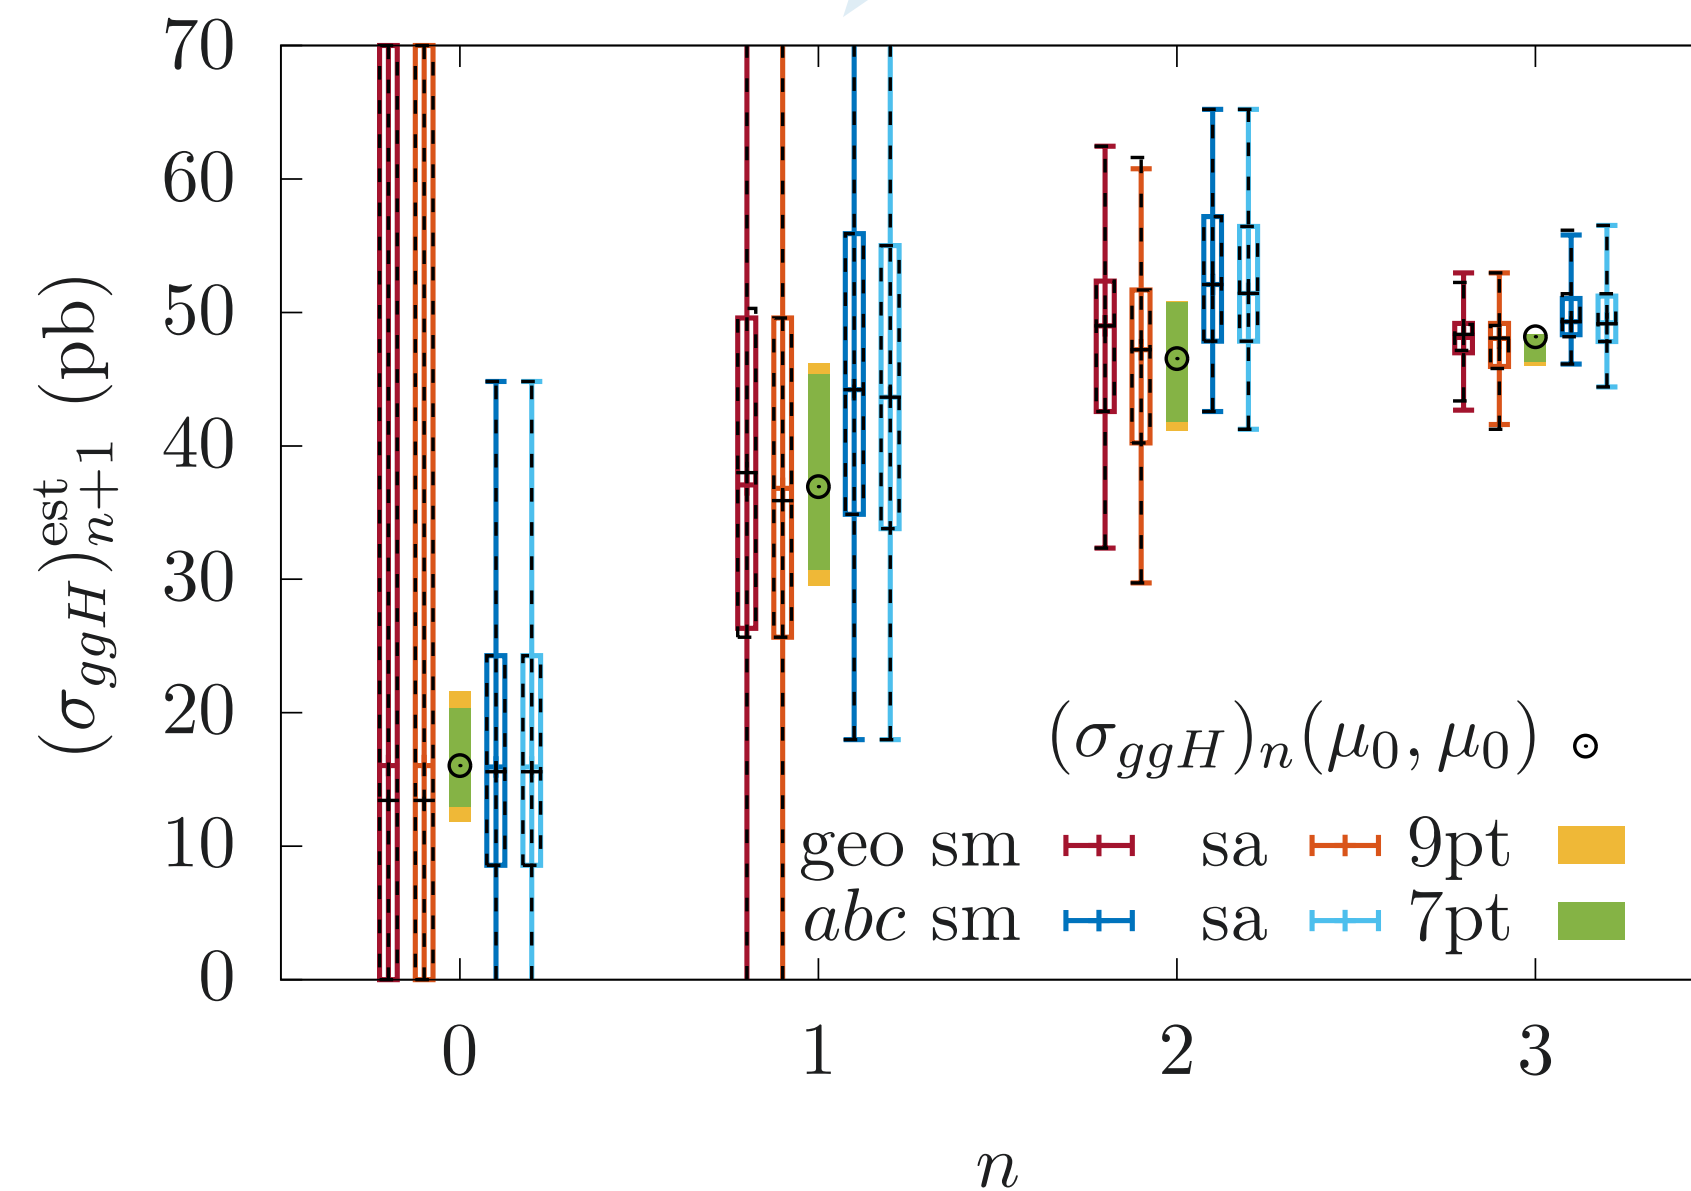 70
60
50
40
30
20
10
0
(σ_{ggH})^{est}_{n+1} (pb)
0 1 2 3
n
(σ_{ggH})_n(μ_0, μ_0)
geo sm sa 9pt
abc sm sa 7pt